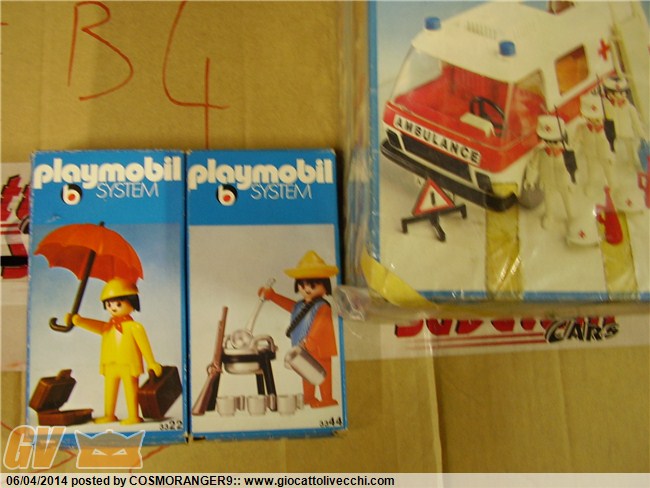 B4
AMBULANCE
playmobil
SYSTEM
playmobil
SYSTEM
3322
3344
CARS
GV
06/04/2014 posted by COSMORANGER9:: www.giocattolivecchi.com